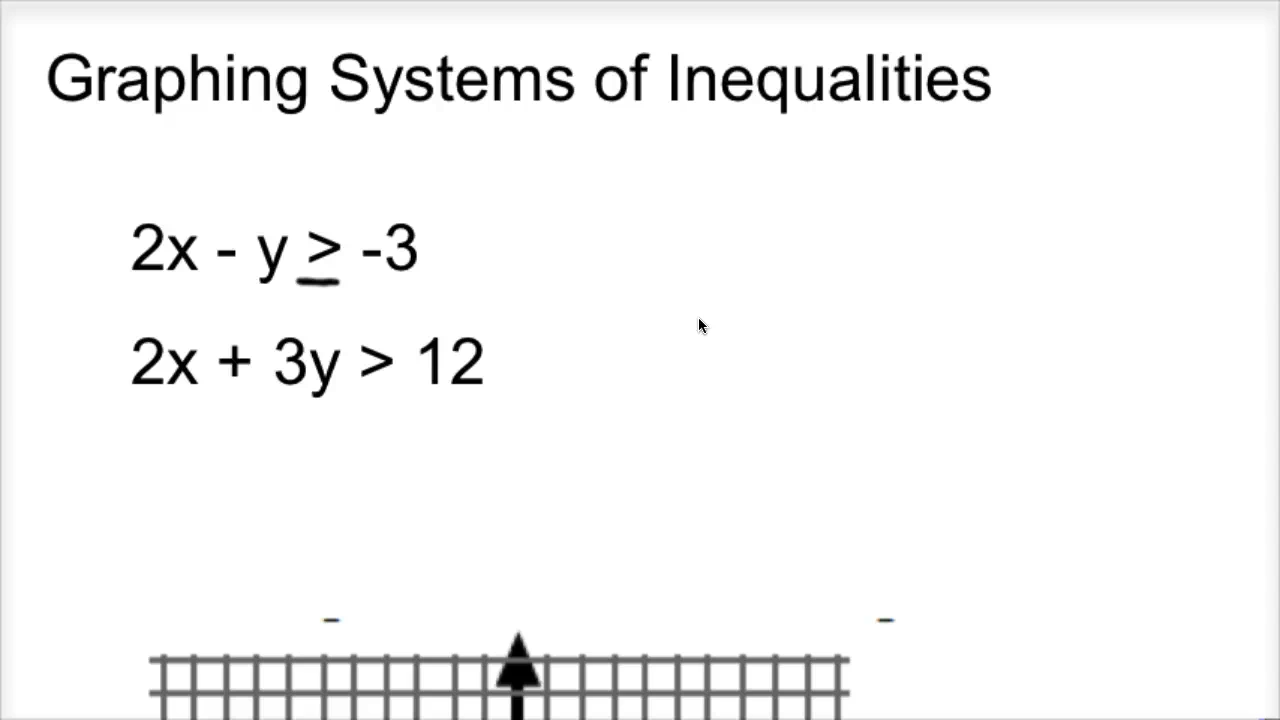 Graphing Systems of Inequalities
2x - y ≥ -3
2x + 3y > 12
- -